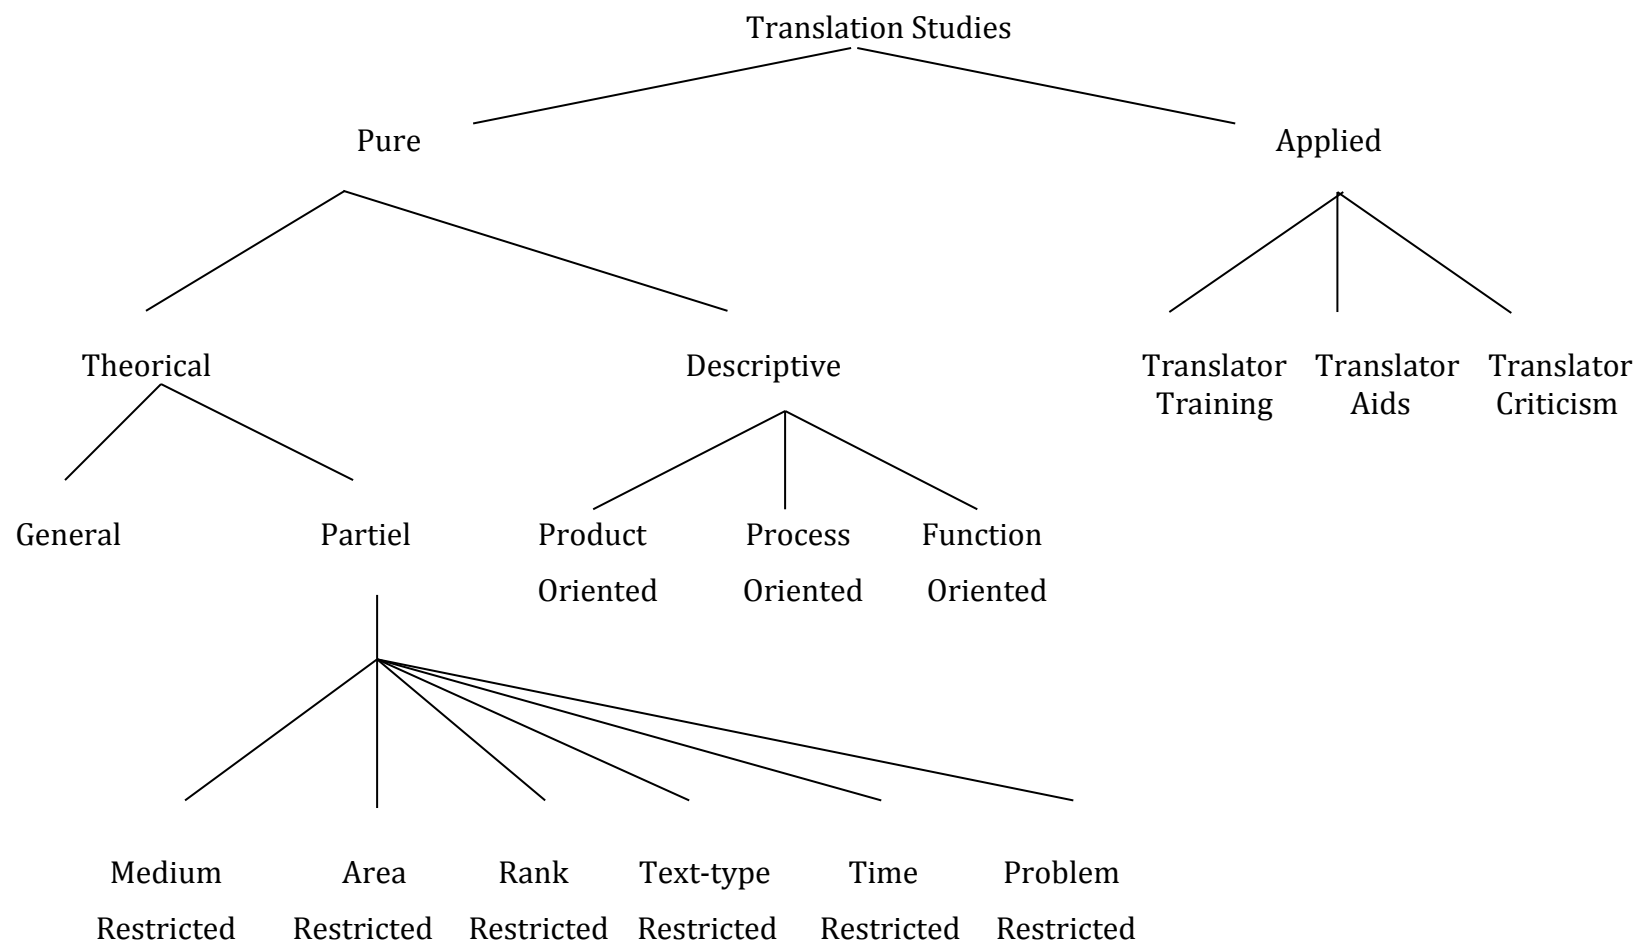 Translation Studies
Pure Applied
Theorical Descriptive Translator Translator Translator
Training Aids Criticism
General Partiel Product Process Function
Oriented Oriented Oriented
Medium Area Rank Text-type Time Problem
Restricted Restricted Restricted Restricted Restricted Restricted